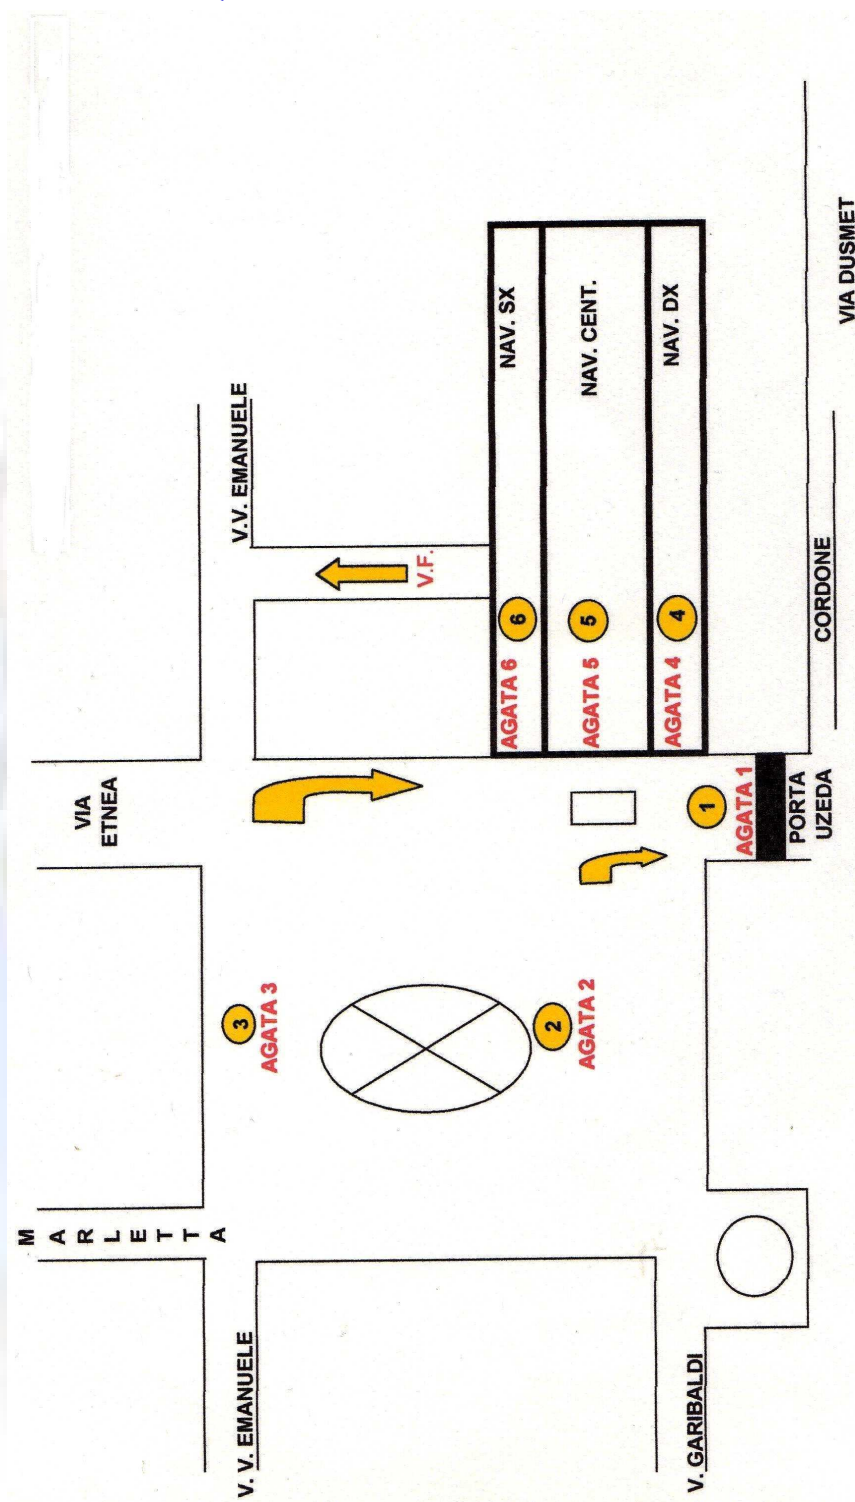 MARLETTA
VIA
ETNEA
V.V. EMANUELE
V. V. EMANUELE
3
AGATA 3
V.F.
6
AGATA 6
NAV. SX
5
AGATA 5
NAV. CENT.
4
AGATA 4
NAV. DX
2
AGATA 2
1
AGATA 1
PORTA
UZEDA
V. GARIBALDI
CORDONE
VIA DUSMET